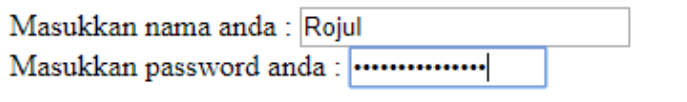 Masukkan nama anda : Rojul
Masukkan password anda : •••••••••••••••